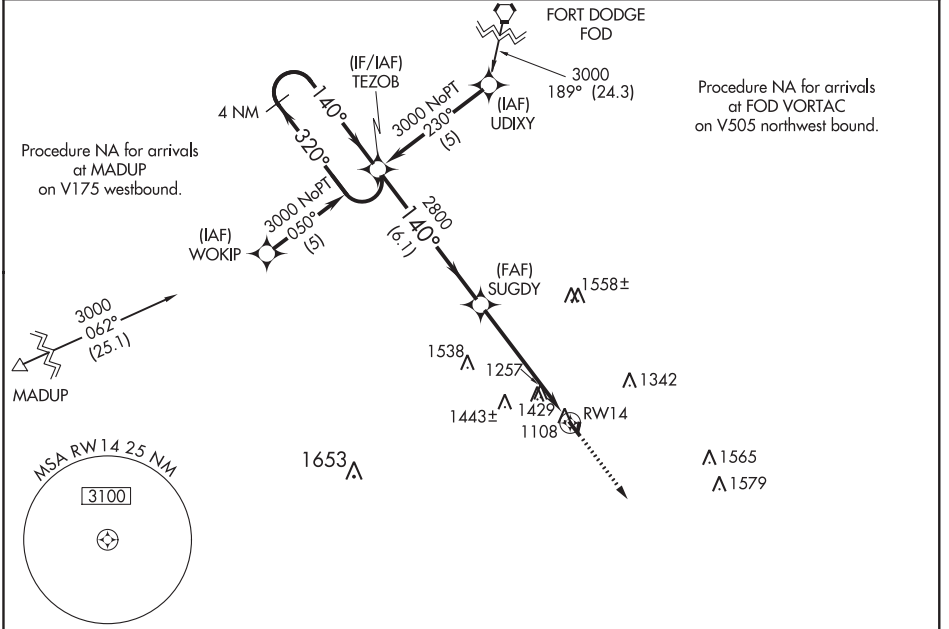 FORT DODGE
FOD
3000
189° (24.3)
(IF/IAF)
TEZOB
(IAF)
UDIXY
3000 NoPT
230°
(5)
Procedure NA for arrivals
at FOD VORTAC
on V505 northwest bound.
4 NM
140°
320°
Procedure NA for arrivals
at MADUP
on V175 westbound.
3000 NoPT
050°
(5)
(IAF)
WOKIP
2800
140°
(6.1)
(FAF)
SUGDY
1558±
3000
062°
(25.1)
MADUP
1538
1257
1342
1443±
1429
RW14
1108
MSA RW14 25 NM
3100
1653
1565
1579